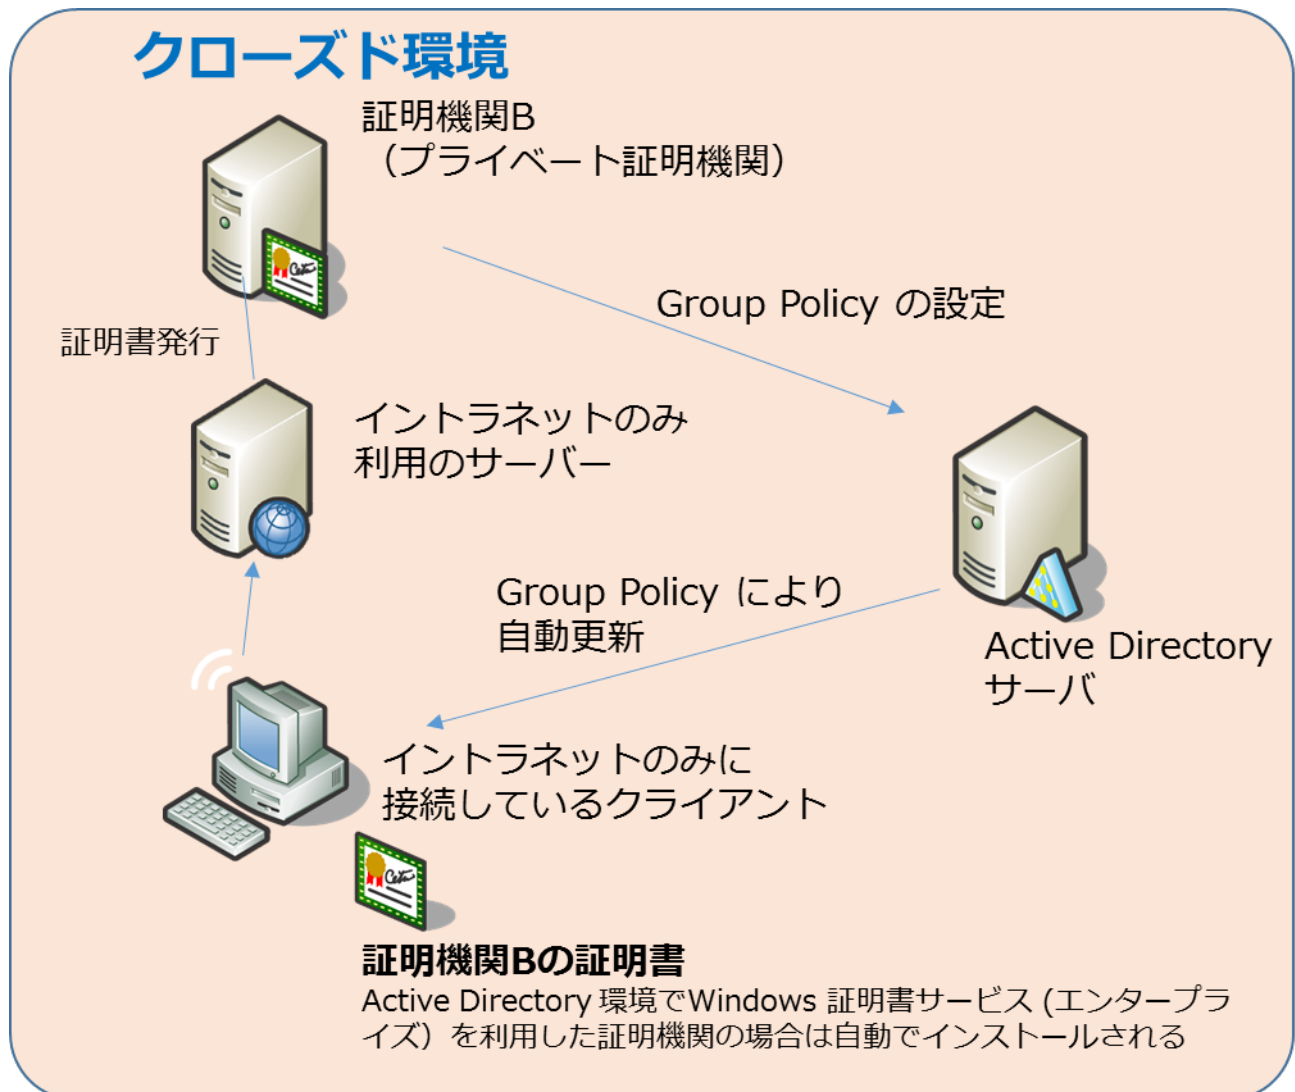 クローズド環境
証明機関B
（プライベート証明機関）
Group Policy の設定
証明書発行
イントラネットのみ
利用のサーバー
Group Policy により
自動更新
Active Directory
サーバ
イントラネットのみに
接続しているクライアント
証明機関Bの証明書
Active Directory 環境でWindows 証明書サービス (エンタープラ
イズ）を利用した証明機関の場合は自動でインストールされる